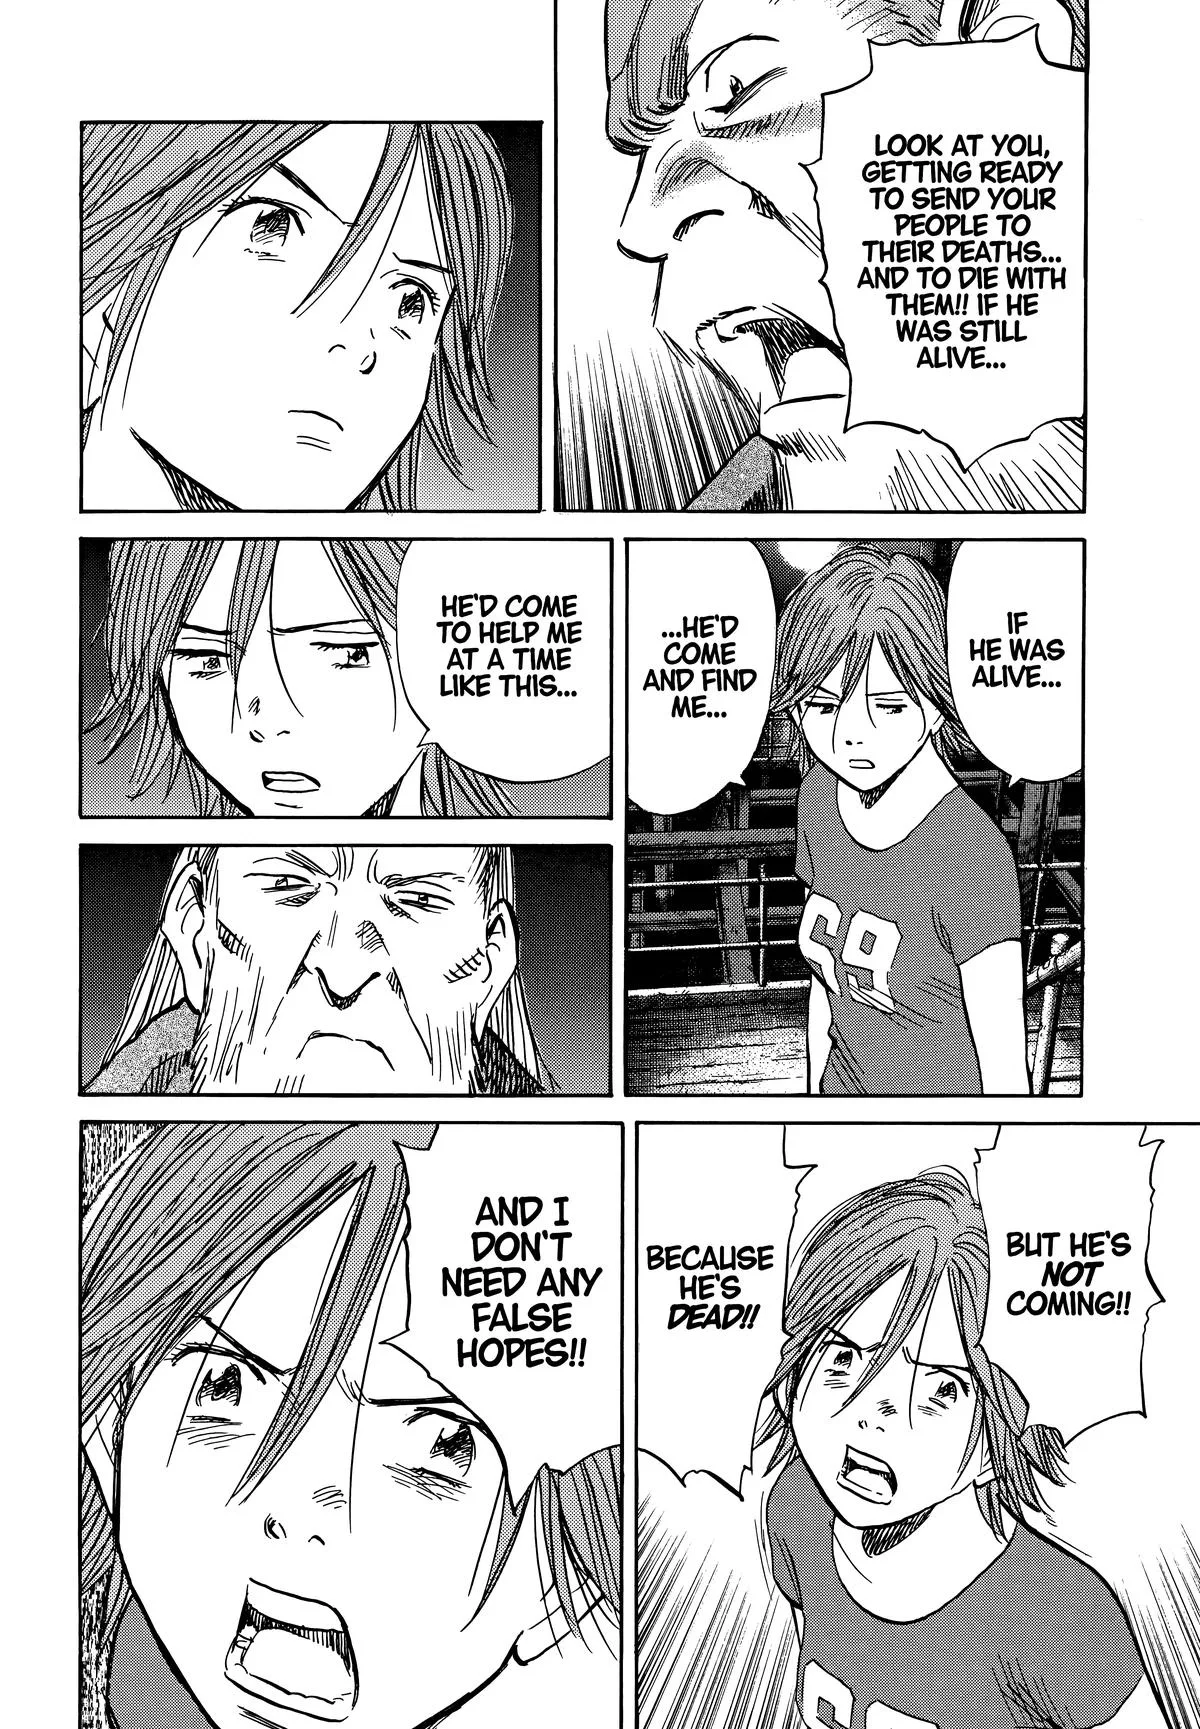 LOOK AT YOU,
GETTING READY
TO SEND YOUR
PEOPLE TO
THEIR DEATHS...
AND TO DIE WITH
THEM!! IF HE
WAS STILL
ALIVE...
IF
HE WAS
ALIVE...
...HE'D
COME
AND FIND
ME...
69
HE'D COME
TO HELP ME
AT A TIME
LIKE THIS...
BUT HE'S
NOT
COMING!!
BECAUSE
HE'S
DEAD!!
AND I
DON'T
NEED ANY
FALSE
HOPES!!